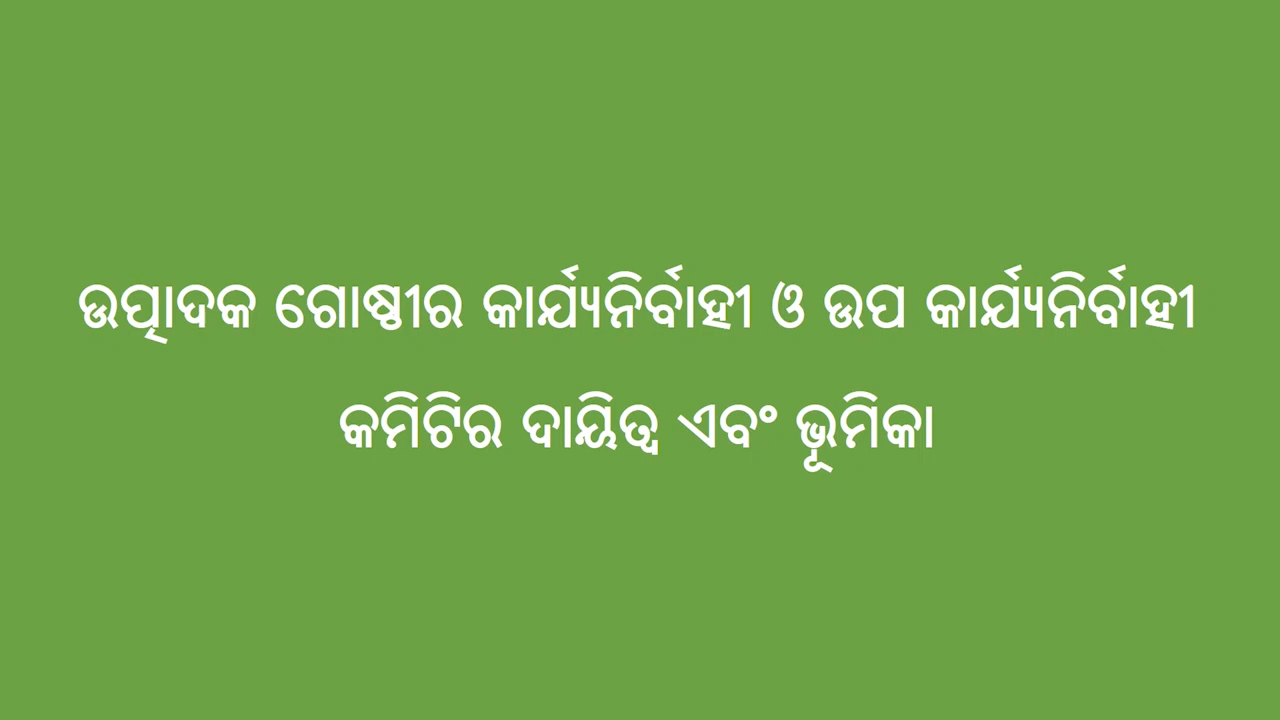 ଉତ୍ପାଦକ ଗୋଷ୍ଠୀର କାର୍ଯ୍ୟନିର୍ବାହୀ ଓ ଉପ କାର୍ଯ୍ୟନିର୍ବାହୀ
କମିଟିର ଦାୟିତ୍ୱ ଏବଂ ଭୂମିକା